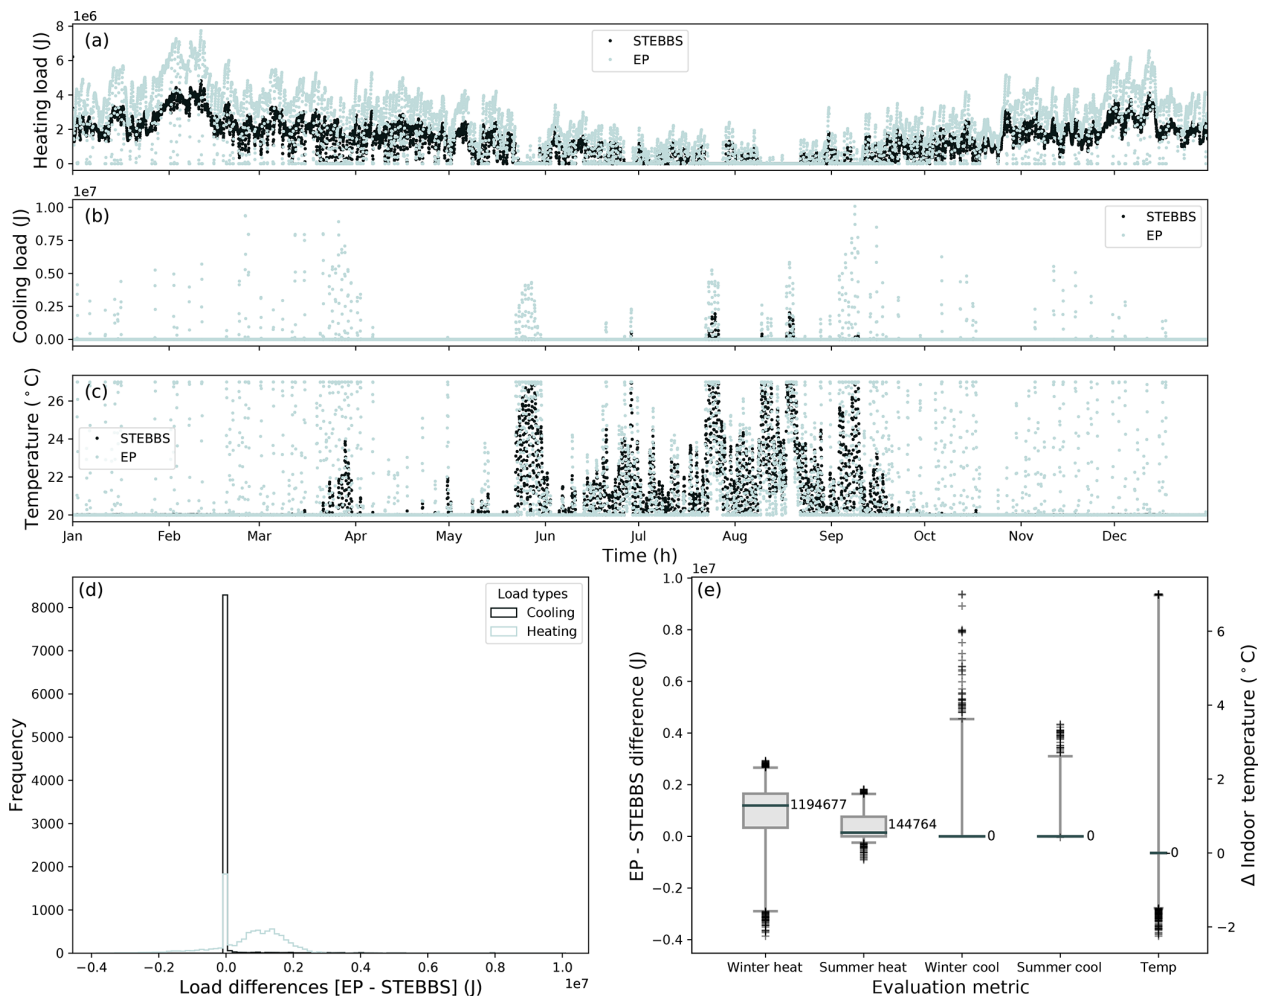 1e6
(a)
STEBBS
EP
Heating load (J)
8
6
4
2
0
1e7
(b)
STEBBS
EP
Cooling load (J)
1.00
0.75
0.50
0.25
0.00
(c)
STEBBS
EP
Temperature (°C)
26
24
22
20
Jan Feb Mar Apr May Jun Jul Aug Sep Oct Nov Dec
Time (h)
(d)
Load types
Cooling
Heating
Frequency
8000
7000
6000
5000
4000
3000
2000
1000
0
−0.4 −0.2 0.0 0.2 0.4 0.6 0.8 1.0
1e7
Load differences [EP - STEBBS] (J)
1e7
(e)
EP - STEBBS difference (J)
1.0
0.8
0.6
0.4
0.2
0.0
−0.2
−0.4
1194677
144764
0
0
0
6
4
2
0
−2
Δ Indoor temperature (°C)
Winter heat Summer heat Winter cool Summer cool Temp
Evaluation metric